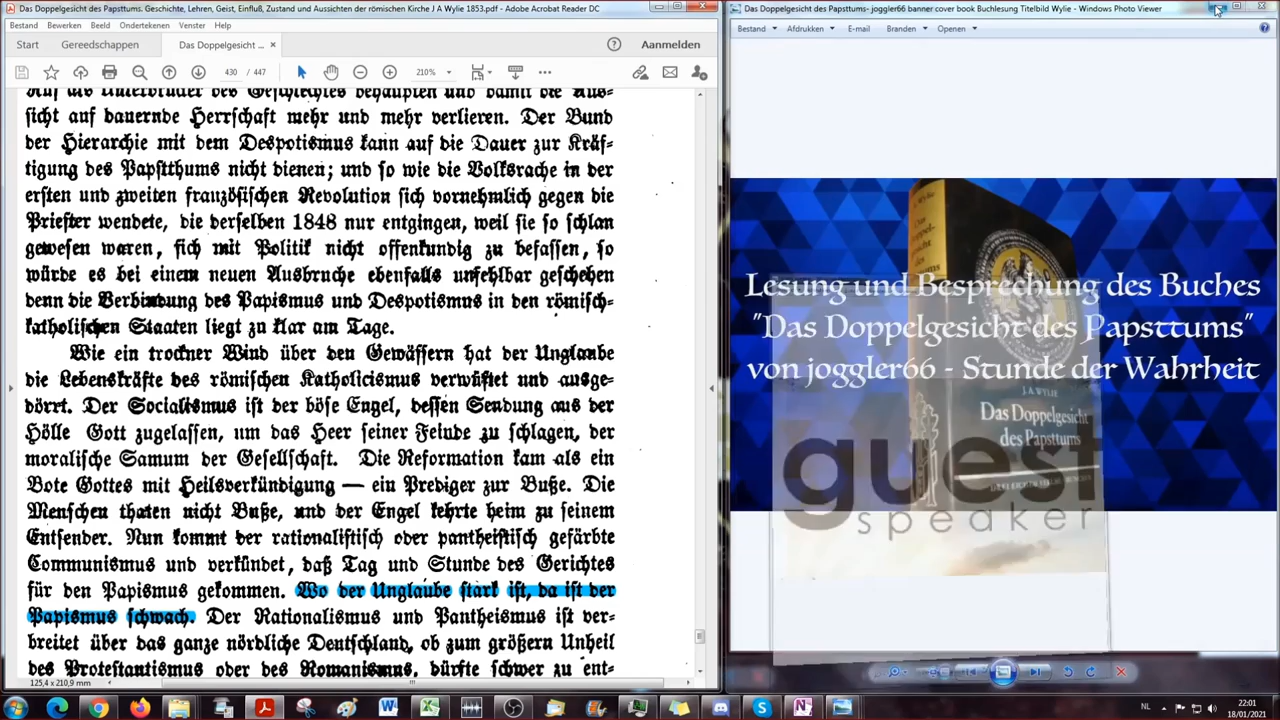 Das Doppelgesicht des Papsttums. Geschichte, Lehren, Geist, Einfluß, Zustand und Aussichten der römischen Kirche J A Wylie 1853.pdf - Adobe Acrobat Reader DC
Bestand Bewerken Beeld Ondertekenen Venster Help
Start Gereedschappen Das Doppelgesicht ... × Anmelden
430 / 447 210%
sicht auf dauernde Herrschaft mehr und mehr verlieren. Der Bund
der Hierarchie mit dem Despotismus kann auf die Dauer zur Kräf-
tigung des Papstthums nicht dienen; und so wie die Volksrache in der
ersten und zweiten französischen Revolution sich vornehmlich gegen die
Priester wendete, die derselben 1848 nur entgingen, weil sie so schlau
gewesen waren, sich mit Politik nicht offenkundig zu befassen, so
würde es bei einem neuen Ausbruche ebenfalls unfehlbar geschehen
denn die Verbindung des Papismus und Despotismus in den römisch-
katholischen Staaten liegt zu klar am Tage.
Wie ein trockner Wind über den Gewässern hat der Unglaube
die Lebenskräfte des römischen Katholicismus verwüstet und ausge-
dörrt. Der Socialismus ist der böse Engel, dessen Sendung aus der
Hölle Gott zugelassen, um das Heer seiner Feinde zu schlagen, der
moralische Samum der Gesellschaft. Die Reformation kam als ein
Bote Gottes mit Heilsverkündigung — ein Prediger zur Buße. Die
Menschen thaten nicht Buße, und der Engel kehrte heim zu seinem
Entsender. Nun kommt der rationalistisch oder pantheistisch gefärbte
Communismus und verkündet, daß Tag und Stunde des Gerichtes
für den Papismus gekommen. Wo der Unglaube stark ist, da ist der
Papismus schwach. Der Rationalismus und Pantheismus ist ver-
breitet über das ganze nördliche Deutschland, ob zum größern Unheil
des Protestantismus oder des Romanismus, dürfte schwer zu ent-
125,4 x 210,9 mm
Das Doppelgesicht des Papsttums- joggler66 banner cover book Buchlesung Titelbild Wylie - Windows Photo Viewer
Bestand Afdrukken E-mail Branden Openen
Lesung und Besprechung des Buches
"Das Doppelgesicht des Papsttums"
von joggler66 - Stunde der Wahrheit
J.A. WYLIE
Das Doppelgesicht
des Papsttums
guest
speaker
NL
22:01
18/01/2021